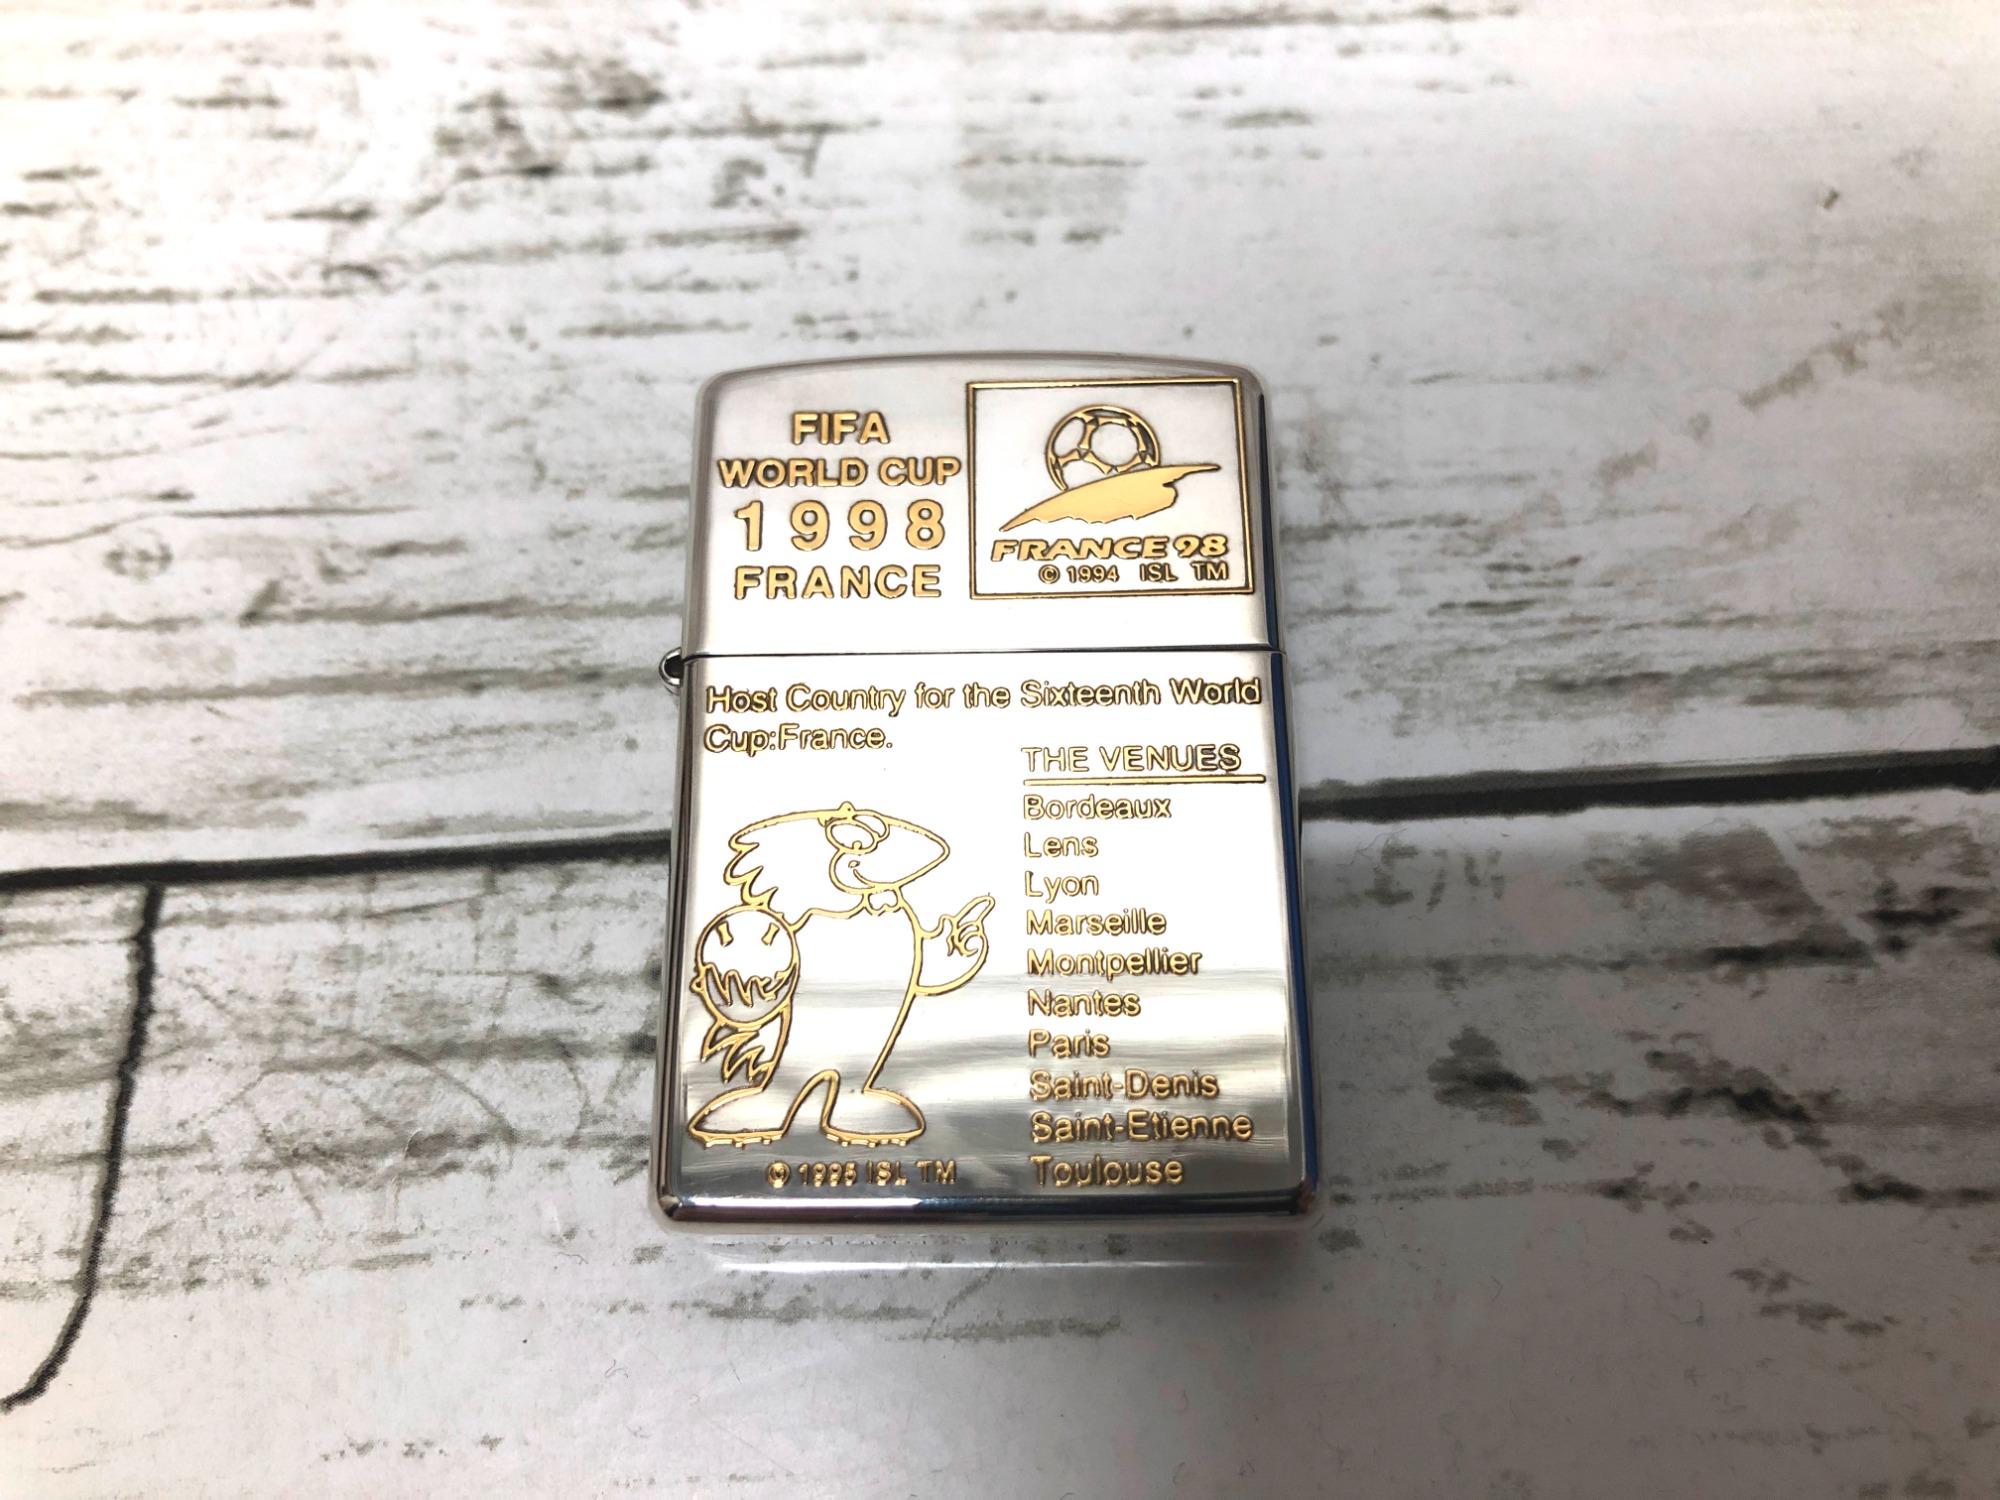 FIFA
WORLD CUP
1998
FRANCE
FRANCE 98
© 1994 ISL TM
Host Country for the Sixteenth World
Cup:France.
THE VENUES
Bordeaux
Lens
Lyon
Marseille
Montpellier
Nantes
Paris
Saint-Denis
Saint-Etienne
Toulouse
© 1995 ISL TM